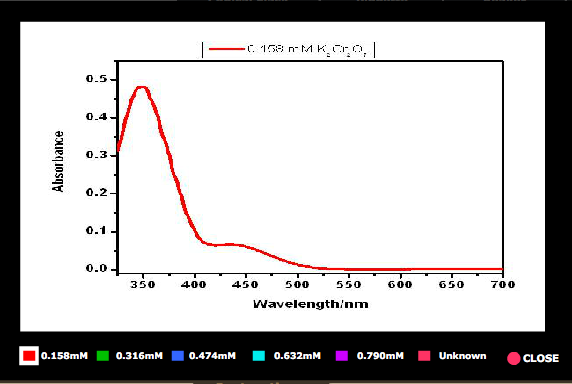 0.158 mM K2Cr2O7
0.5
0.4
0.3
0.2
0.1
0.0
Absorbance
350 400 450 500 550 600 650 700
Wavelength/nm
0.158mM 0.316mM 0.474mM 0.632mM 0.790mM Unknown CLOSE